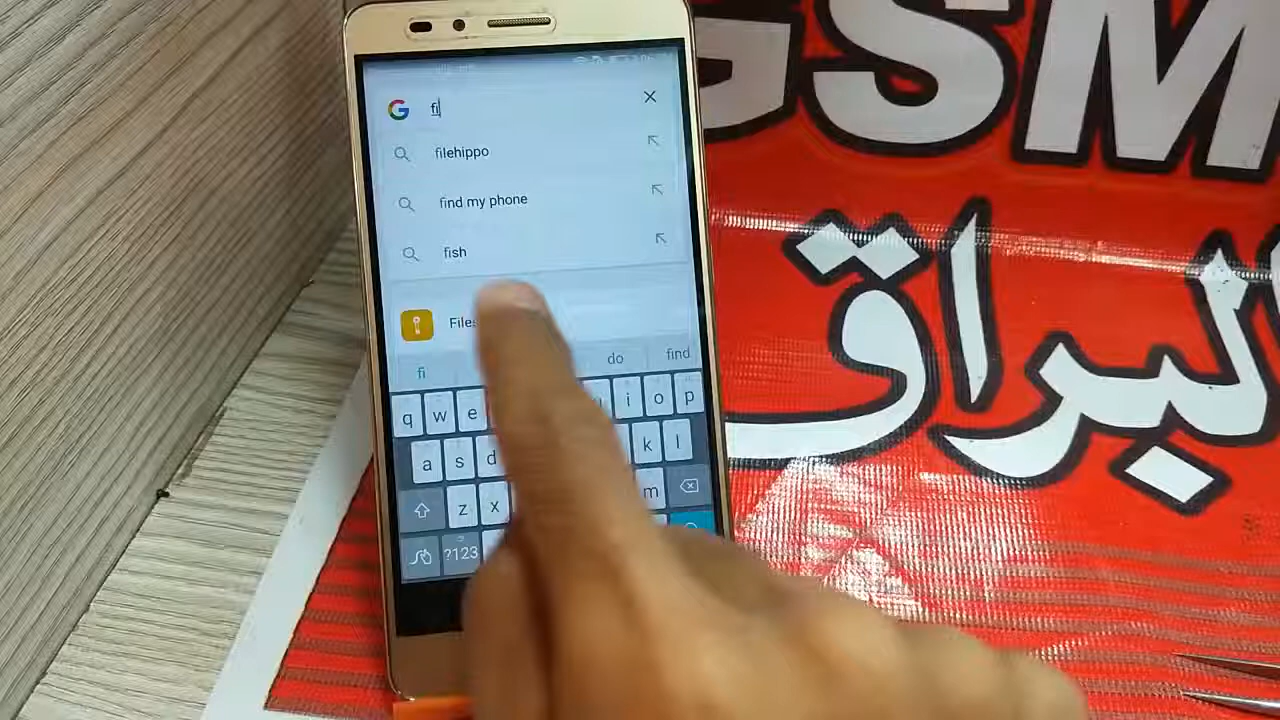 GSM
البراق
fi
filehippo
find my phone
fish
Files
fi do find
q w e i o p
a s d k l
z x m
?123